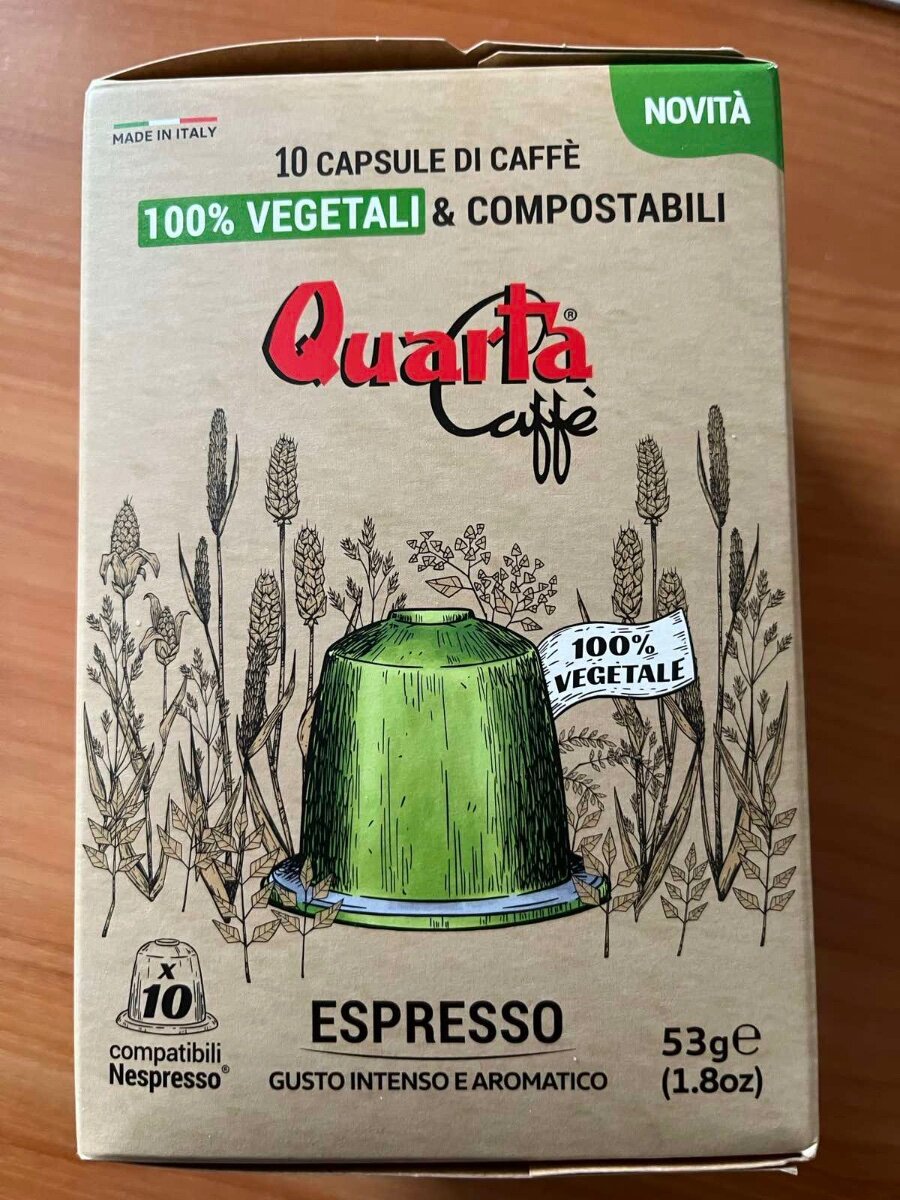 NOVITÀ
MADE IN ITALY
10 CAPSULE DI CAFFÈ
100% VEGETALI & COMPOSTABILI
Quarta®
Caffè
100%
VEGETALE
x
10
compatibili
Nespresso®
ESPRESSO
GUSTO INTENSO E AROMATICO
53g℮
(1.8oz)